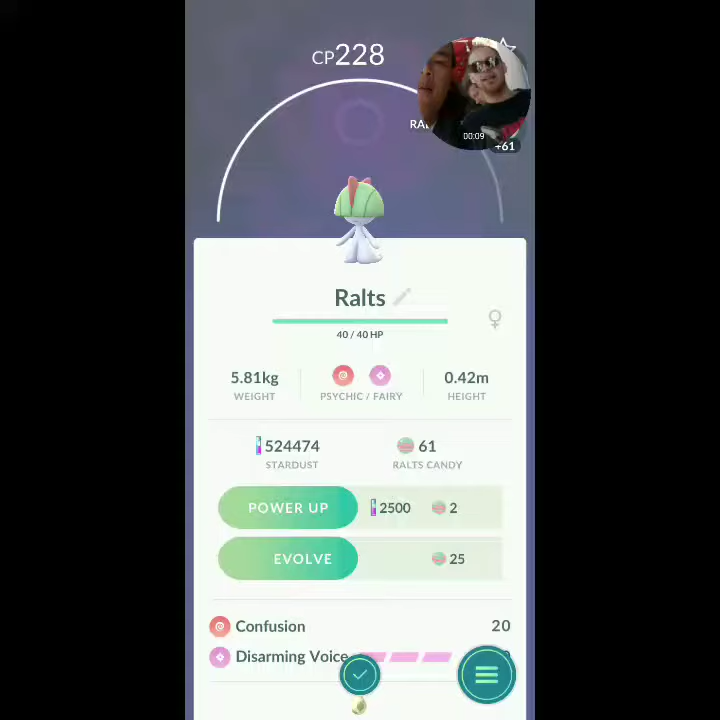 CP228
RA
00:09
+61
Ralts
40 / 40 HP
5.81kg
0.42m
WEIGHT
PSYCHIC / FAIRY
HEIGHT
524474
61
STARDUST
RALTS CANDY
POWER UP
2500
2
EVOLVE
25
Confusion
20
Disarming Voice